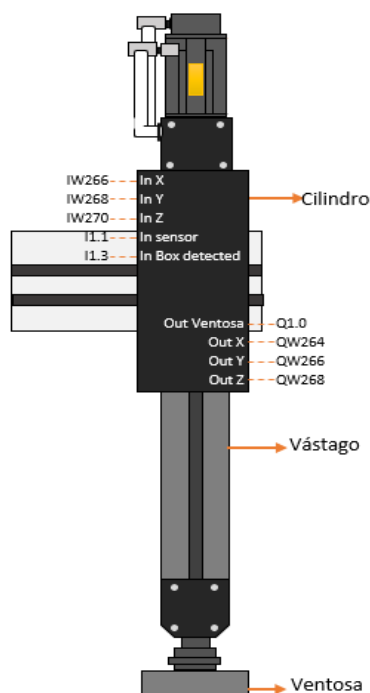 IW266 In X
IW268 In Y
Cilindro
IW270 In Z
I1.1 In sensor
I1.3 In Box detected
Out Ventosa Q1.0
Out X QW264
Out Y QW266
Out Z QW268
Vástago
Ventosa